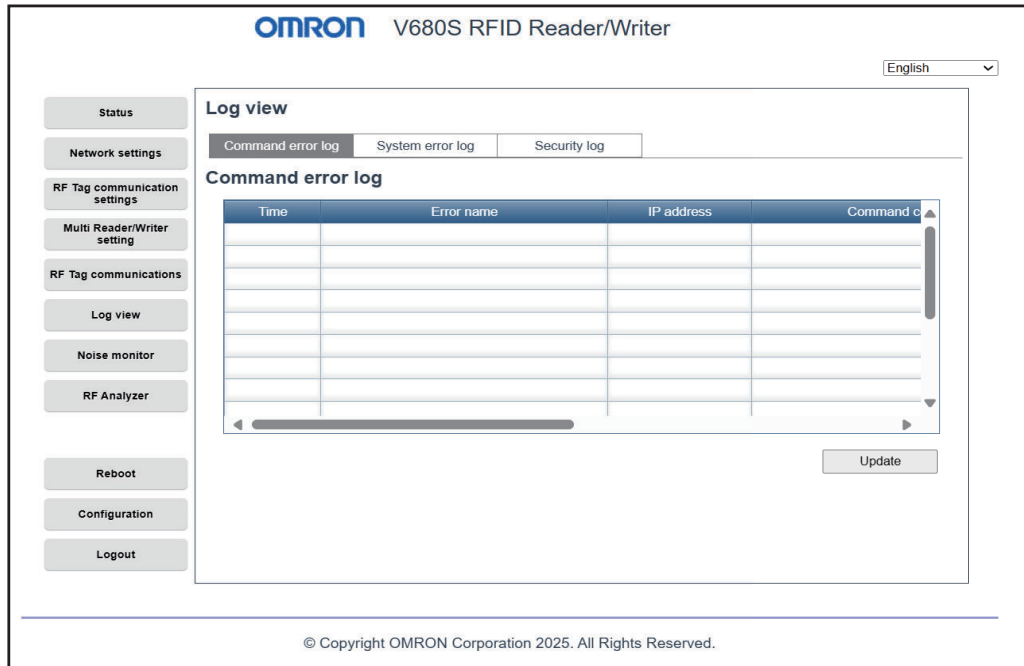 OMRON V680S RFID Reader/Writer
English
Status
Network settings
RF Tag communication
settings
Multi Reader/Writer
setting
RF Tag communications
Log view
Noise monitor
RF Analyzer
Reboot
Configuration
Logout
Log view
Command error log System error log Security log
Command error log
Time Error name IP address Command c
Update
© Copyright OMRON Corporation 2025. All Rights Reserved.